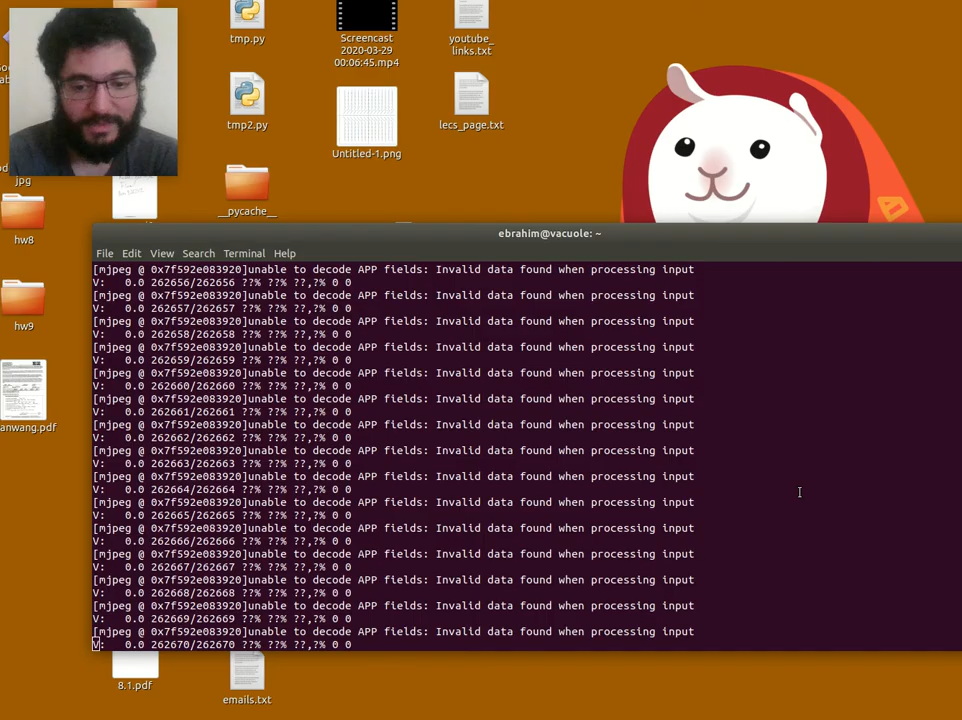 tmp.py
Screencast
2020-03-29
00:06:45.mp4
youtube_
links.txt
tmp2.py
Untitled-1.png
lecs_page.txt
jpg
__pycache__
hw8
hw9
anwang.pdf
ebrahim@vacuole: ~
File Edit View Search Terminal Help
[mjpeg @ 0x7f592e083920]unable to decode APP fields: Invalid data found when processing input
V:   0.0 262656/262656 ??% ??% ??,?% 0 0
[mjpeg @ 0x7f592e083920]unable to decode APP fields: Invalid data found when processing input
V:   0.0 262657/262657 ??% ??% ??,?% 0 0
[mjpeg @ 0x7f592e083920]unable to decode APP fields: Invalid data found when processing input
V:   0.0 262658/262658 ??% ??% ??,?% 0 0
[mjpeg @ 0x7f592e083920]unable to decode APP fields: Invalid data found when processing input
V:   0.0 262659/262659 ??% ??% ??,?% 0 0
[mjpeg @ 0x7f592e083920]unable to decode APP fields: Invalid data found when processing input
V:   0.0 262660/262660 ??% ??% ??,?% 0 0
[mjpeg @ 0x7f592e083920]unable to decode APP fields: Invalid data found when processing input
V:   0.0 262661/262661 ??% ??% ??,?% 0 0
[mjpeg @ 0x7f592e083920]unable to decode APP fields: Invalid data found when processing input
V:   0.0 262662/262662 ??% ??% ??,?% 0 0
[mjpeg @ 0x7f592e083920]unable to decode APP fields: Invalid data found when processing input
V:   0.0 262663/262663 ??% ??% ??,?% 0 0
[mjpeg @ 0x7f592e083920]unable to decode APP fields: Invalid data found when processing input
V:   0.0 262664/262664 ??% ??% ??,?% 0 0
[mjpeg @ 0x7f592e083920]unable to decode APP fields: Invalid data found when processing input
V:   0.0 262665/262665 ??% ??% ??,?% 0 0
[mjpeg @ 0x7f592e083920]unable to decode APP fields: Invalid data found when processing input
V:   0.0 262666/262666 ??% ??% ??,?% 0 0
[mjpeg @ 0x7f592e083920]unable to decode APP fields: Invalid data found when processing input
V:   0.0 262667/262667 ??% ??% ??,?% 0 0
[mjpeg @ 0x7f592e083920]unable to decode APP fields: Invalid data found when processing input
V:   0.0 262668/262668 ??% ??% ??,?% 0 0
[mjpeg @ 0x7f592e083920]unable to decode APP fields: Invalid data found when processing input
V:   0.0 262669/262669 ??% ??% ??,?% 0 0
[mjpeg @ 0x7f592e083920]unable to decode APP fields: Invalid data found when processing input
V:   0.0 262670/262670 ??% ??% ??,?% 0 0
8.1.pdf
emails.txt